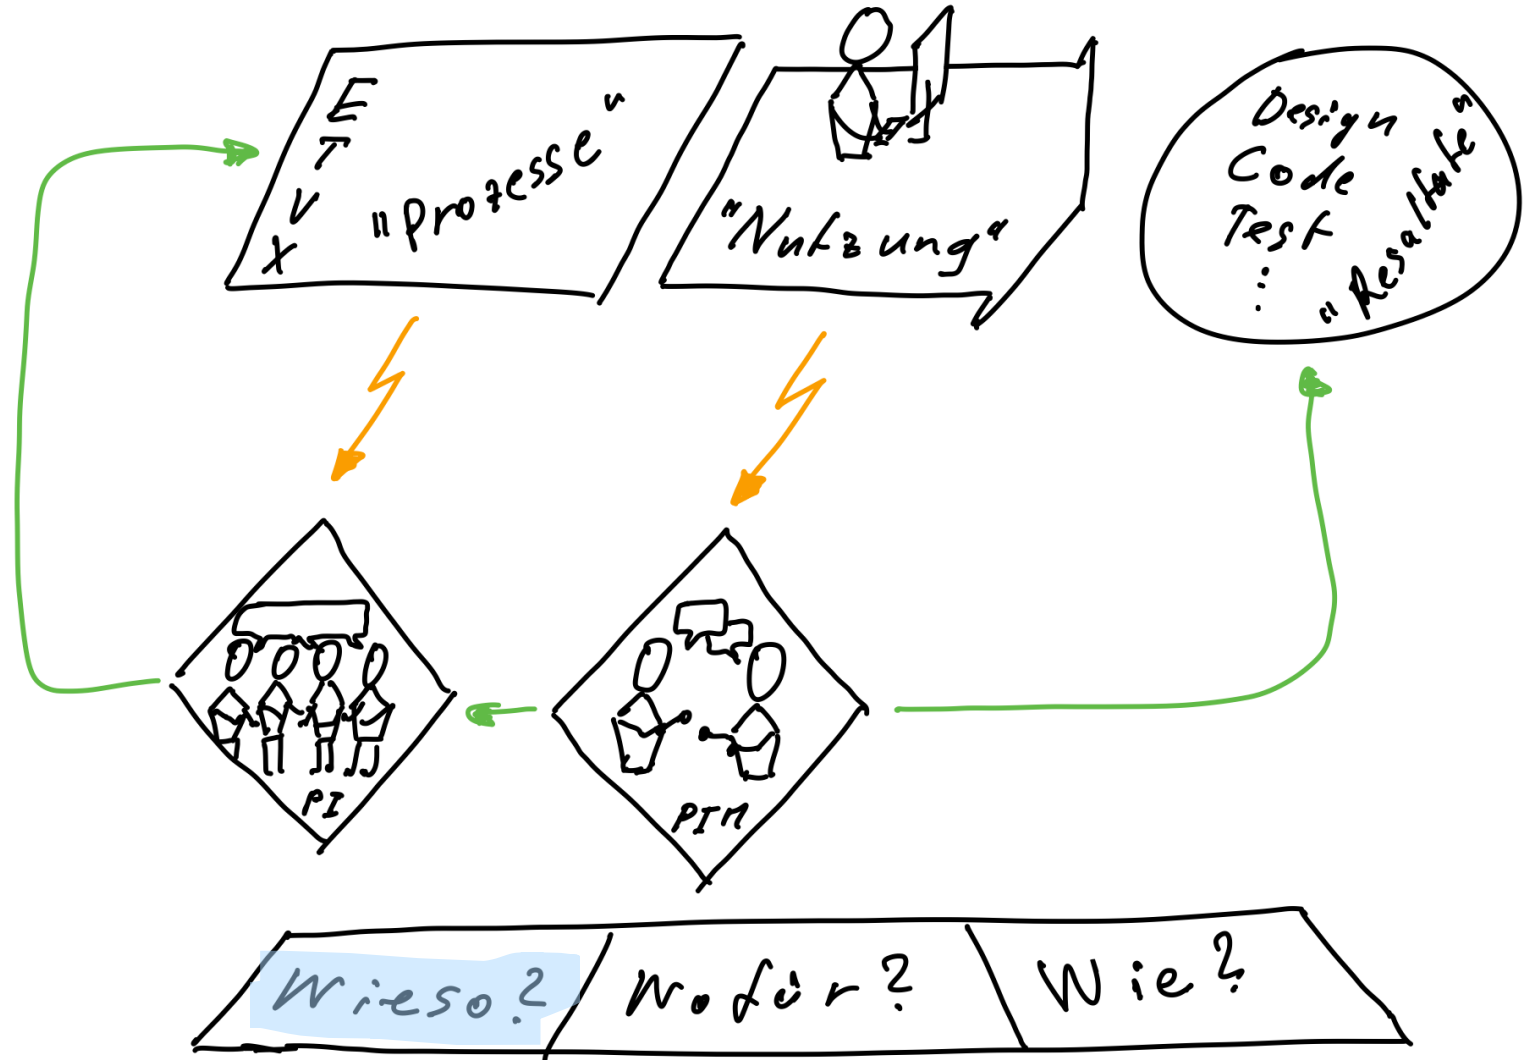 E
T
V
X
"Prozesse"
"Nutzung"
Design
Code
Test
⋮
"Resultate"
PI
PIM
Wieso?
Wofür?
Wie?